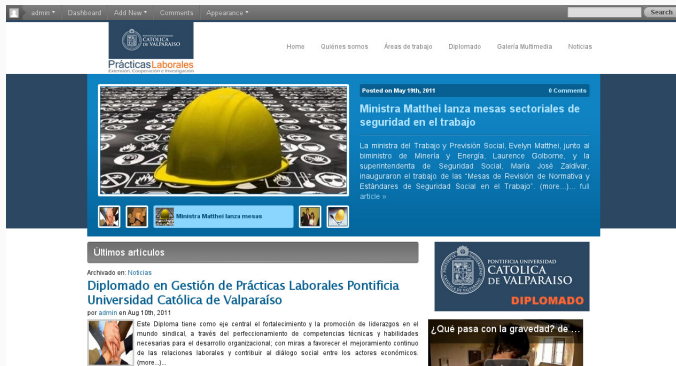 admin
Dashboard
Add New
Comments
Appearance
Search
PONTIFICIA UNIVERSIDAD
CATOLICA
DE VALPARAISO
PrácticasLaborales
Extensión, Cooperación e Investigación
Home
Quiénes somos
Áreas de trabajo
Diplomado
Galería Multimedia
Noticias
Posted on May 19th, 2011
0 Comments
Ministra Matthei lanza mesas sectoriales de
seguridad en el trabajo
La ministra del Trabajo y Previsión Social, Evelyn Matthei, junto al
biministro de Minería y Energía, Laurence Golborne, y la
superintendenta de Seguridad Social, María José Zaldívar,
inauguraron el trabajo de las "Mesas de Revisión de Normativa y
Estándares de Seguridad Social en el Trabajo". (more...)... full
article »
Ministra Matthei lanza mesas
Últimos artículos
Archivado en: Noticias
Diplomado en Gestión de Prácticas Laborales Pontificia
Universidad Católica de Valparaíso
por admin en Aug 10th, 2011
Este Diploma tiene como eje central el fortalecimiento y la promoción de liderazgos en el
mundo sindical, a través del perfeccionamiento de competencias técnicas y habilidades
necesarias para el desarrollo organizacional; con miras a favorecer el mejoramiento continuo
de las relaciones laborales y contribuir al diálogo social entre los actores económicos.
(more...)...
PONTIFICIA UNIVERSIDAD
CATOLICA
DE VALPARAISO
DIPLOMADO
¿Qué pasa con la gravedad? de ...